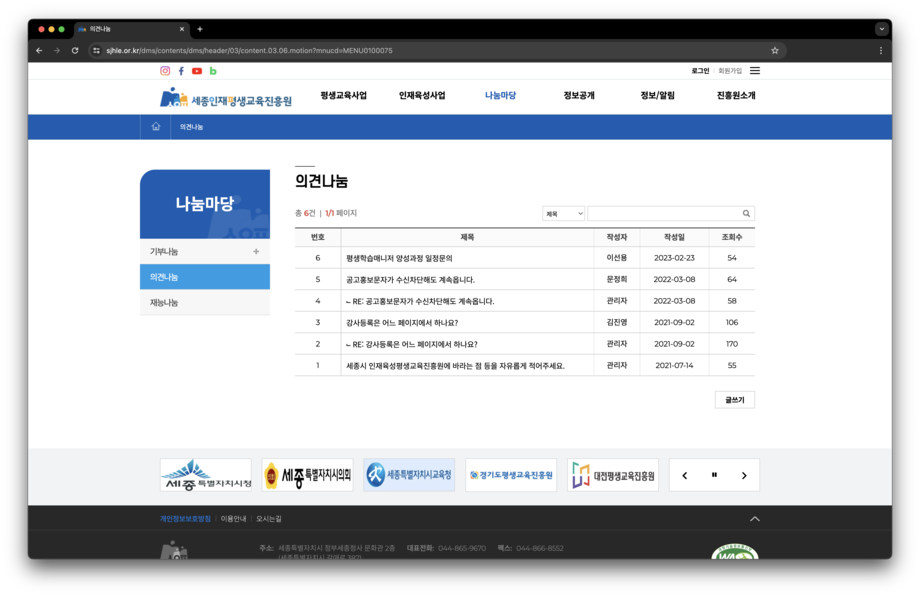 의견나눔
sjhle.or.kr/dms/contents/dms/header/03/content.03.06.motion?mnucd=MENU0100075
로그인 | 회원가입
세종인재평생교육진흥원
평생교육사업 인재육성사업 나눔마당 정보공개 정보/알림 진흥원소개
의견나눔
나눔마당
기부나눔 +
의견나눔
재능나눔
의견나눔
총 6건 | 1/1 페이지
제목
번호 제목 작성자 작성일 조회수
6 평생학습매니저 양성과정 일정문의 이선용 2023-02-23 54
5 공고홍보문자가 수신차단해도 계속옵니다. 문정희 2022-03-08 64
4 RE: 공고홍보문자가 수신차단해도 계속옵니다. 관리자 2022-03-08 58
3 강사등록은 어느 페이지에서 하나요? 김진영 2021-09-02 106
2 RE: 강사등록은 어느 페이지에서 하나요? 관리자 2021-09-02 170
1 세종시 인재육성평생교육진흥원에 바라는 점 등을 자유롭게 적어주세요. 관리자 2021-07-14 55
글쓰기
세종특별자치시청
세종특별자치시의회
세종특별자치시교육청
경기도평생교육진흥원
대전평생교육진흥원
개인정보보호방침 | 이용안내 | 오시는길
주소: 세종특별자치시 정부세종청사 문화관 2층 대표전화: 044-865-9670 팩스: 044-866-8552